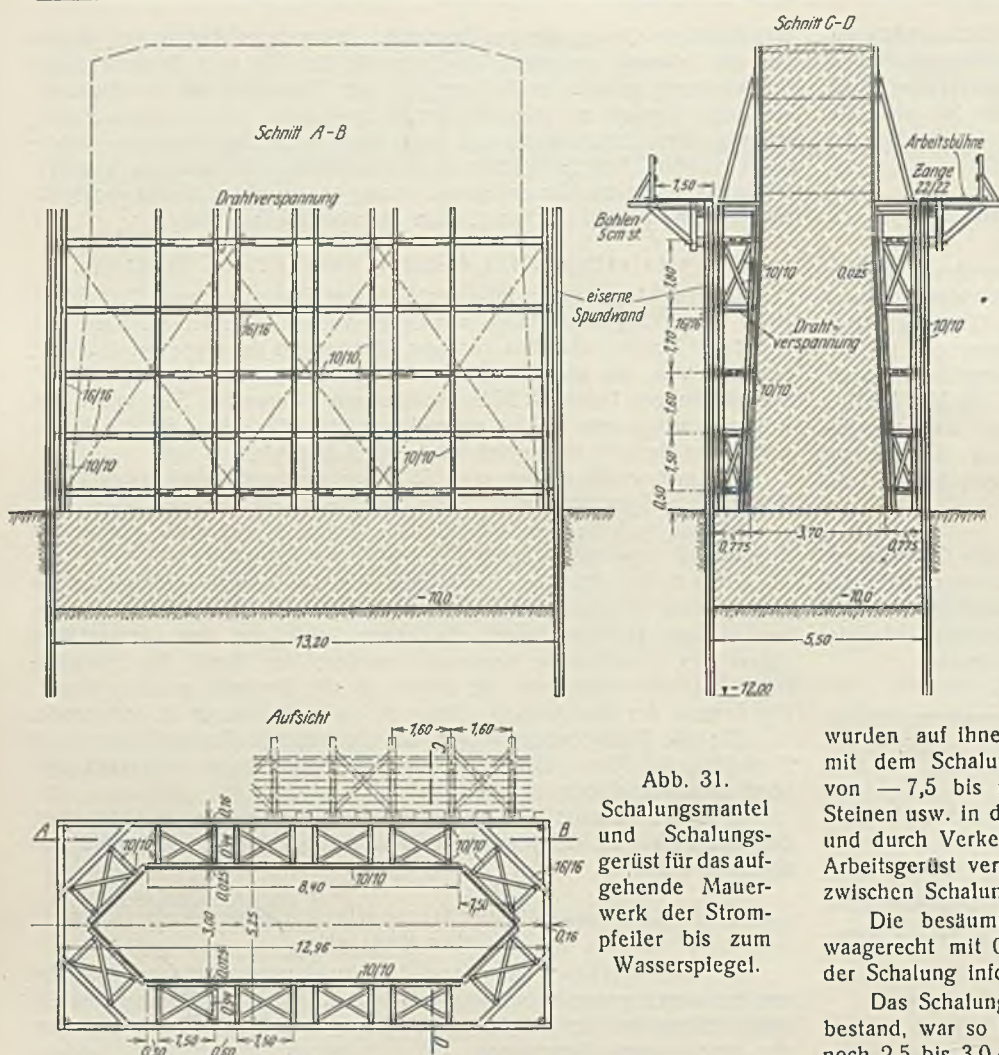 Schnitt C-D
Schnitt A-B
Drahtverspannung
16/16
10/10
16/16
10/10
10/10
eiserne
Spundwand
-10,0
13,20
Arbeitsbühne
Zange
22/22
1,50
Bohlen
5cm st.
10/10
0,025
1,80
16/16
1,70
Draht-
verspannung
10/10
10/10
1,60
1,50
0,50
0,775
3,70
0,775
-10,0
5,50
-12,00
Aufsicht
1,60
1,60
C
A
B
0,16
10/10
0,94
10/10
16/16
0,025
10/10
8,40
1,50
3,00
5,25
12,96
0,16
0,025
10/10
0,94
0,30
1,50
0,60
1,50
D
Abb. 31.
Schalungsmantel
und Schalungs-
gerüst für das auf-
gehende Mauer-
werk der Strom-
pfeiler bis zum
Wasserspiegel.
wurden auf ihne
mit dem Schalu
von — 7,5 bis
Steinen usw. in d
und durch Verke
Arbeitsgerüst ver
zwischen Schalun
Die besäum
waagerecht mit
der Schalung info
Das Schalung
bestand, war so
noch 2,5 bis 3,0